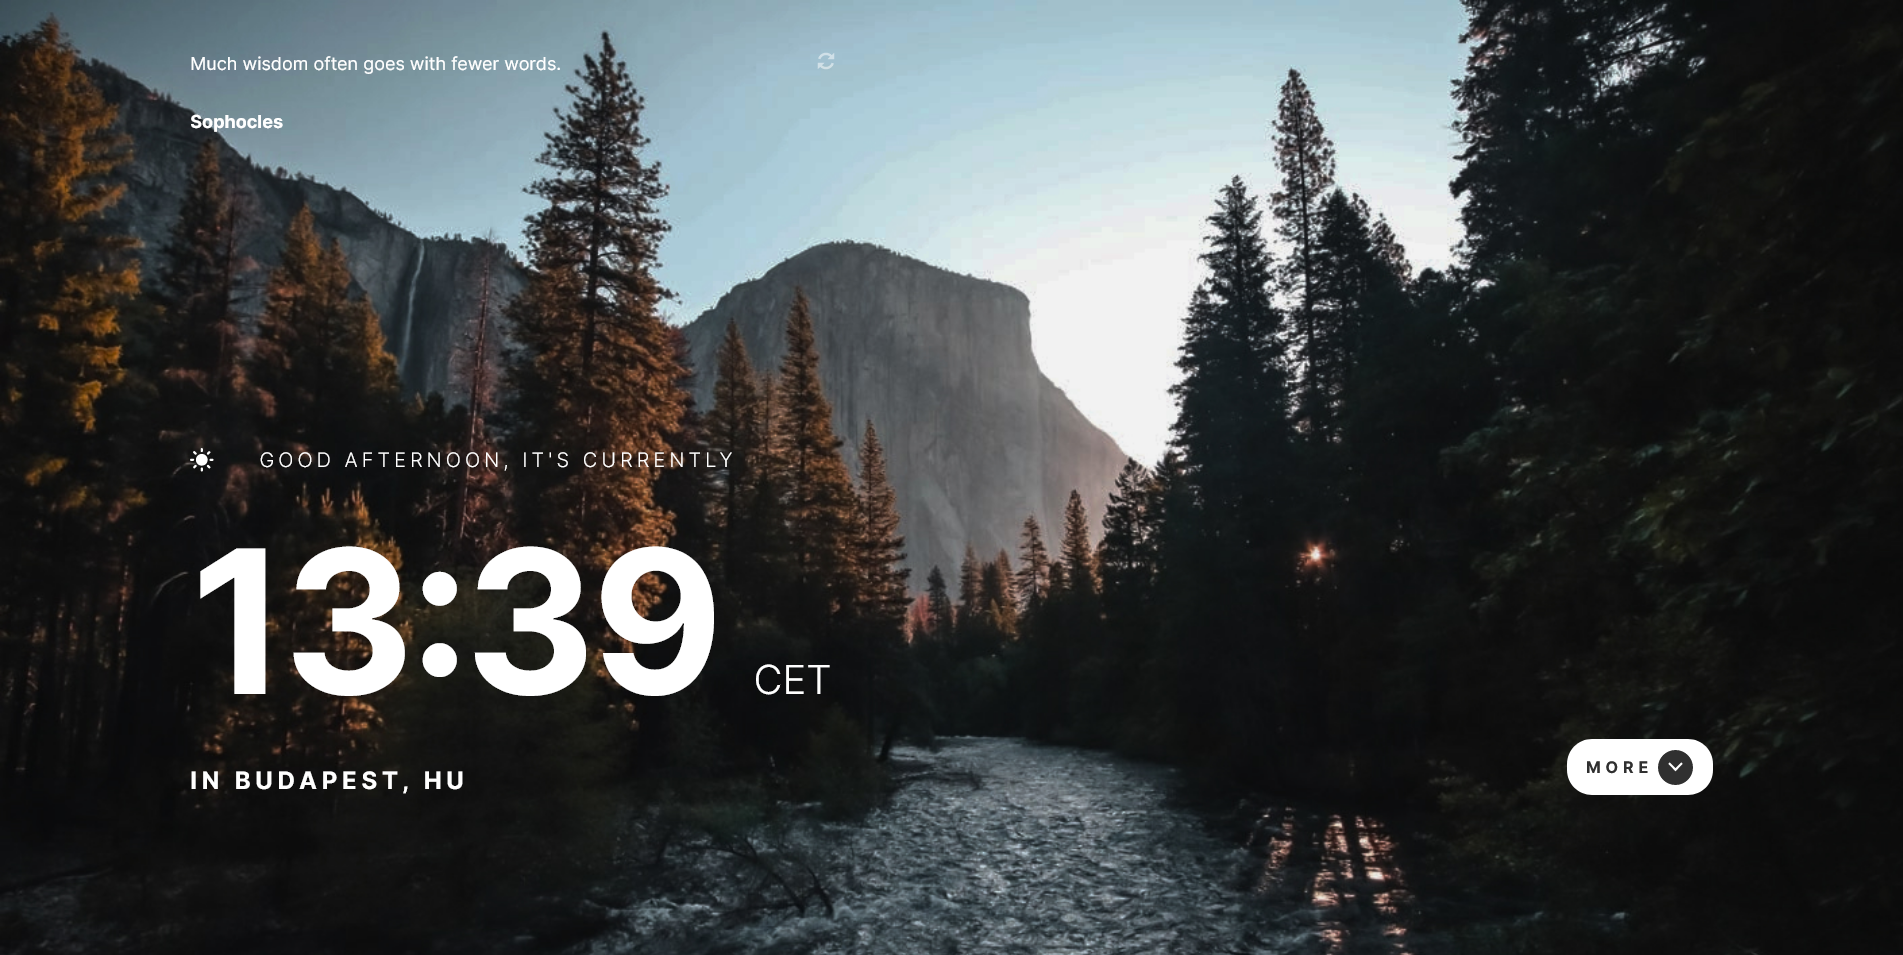 Much wisdom often goes with fewer words.
Sophocles
GOOD AFTERNOON, IT'S CURRENTLY
13:39 CET
IN BUDAPEST, HU
MORE